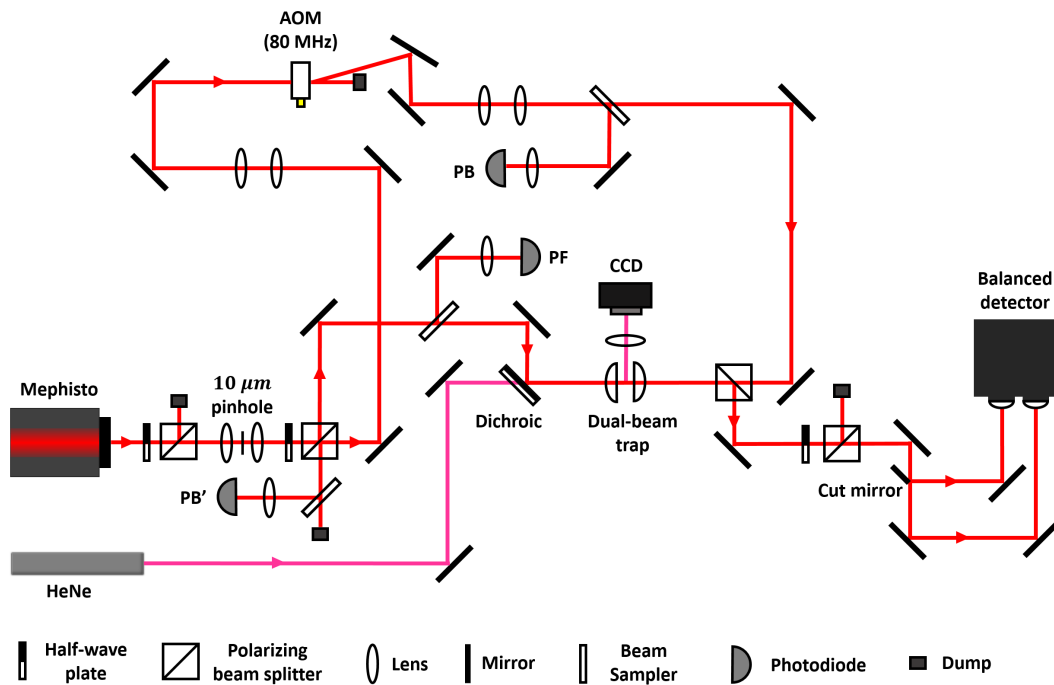 AOM
(80 MHz)
PB
PF
CCD
Balanced
detector
Mephisto
10 μm
pinhole
Dichroic
Dual-beam
trap
Cut mirror
PB’
HeNe
Half-wave
plate
Polarizing
beam splitter
Lens
Mirror
Beam
Sampler
Photodiode
Dump